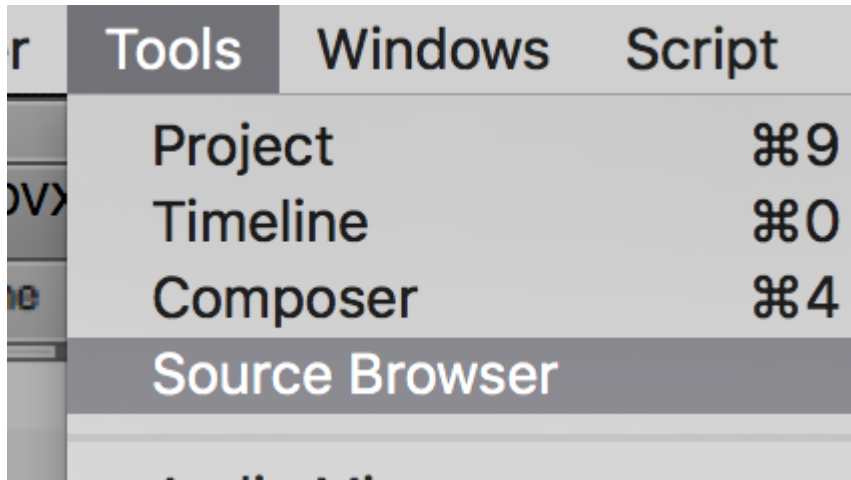 Tools Windows Script
Project ⌘9
Timeline ⌘0
Composer ⌘4
Source Browser